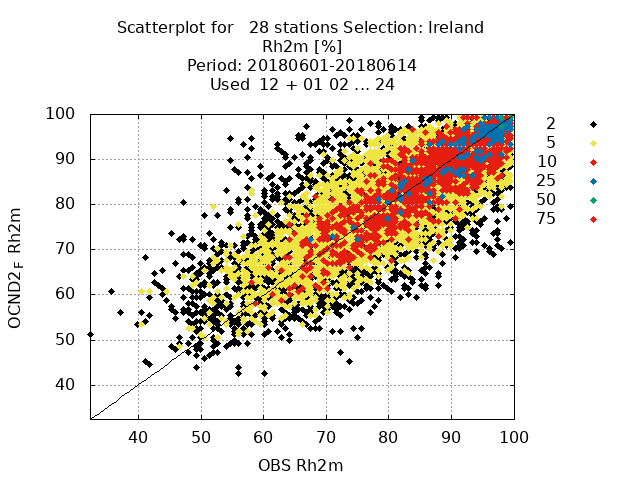 Scatterplot for   28 stations Selection: Ireland
Rh2m [%]
Period: 20180601-20180614
Used  12 + 01 02 ... 24
100
90
80
70
60
50
40
OCND2_F Rh2m
40 50 60 70 80 90 100
OBS Rh2m
2
5
10
25
50
75